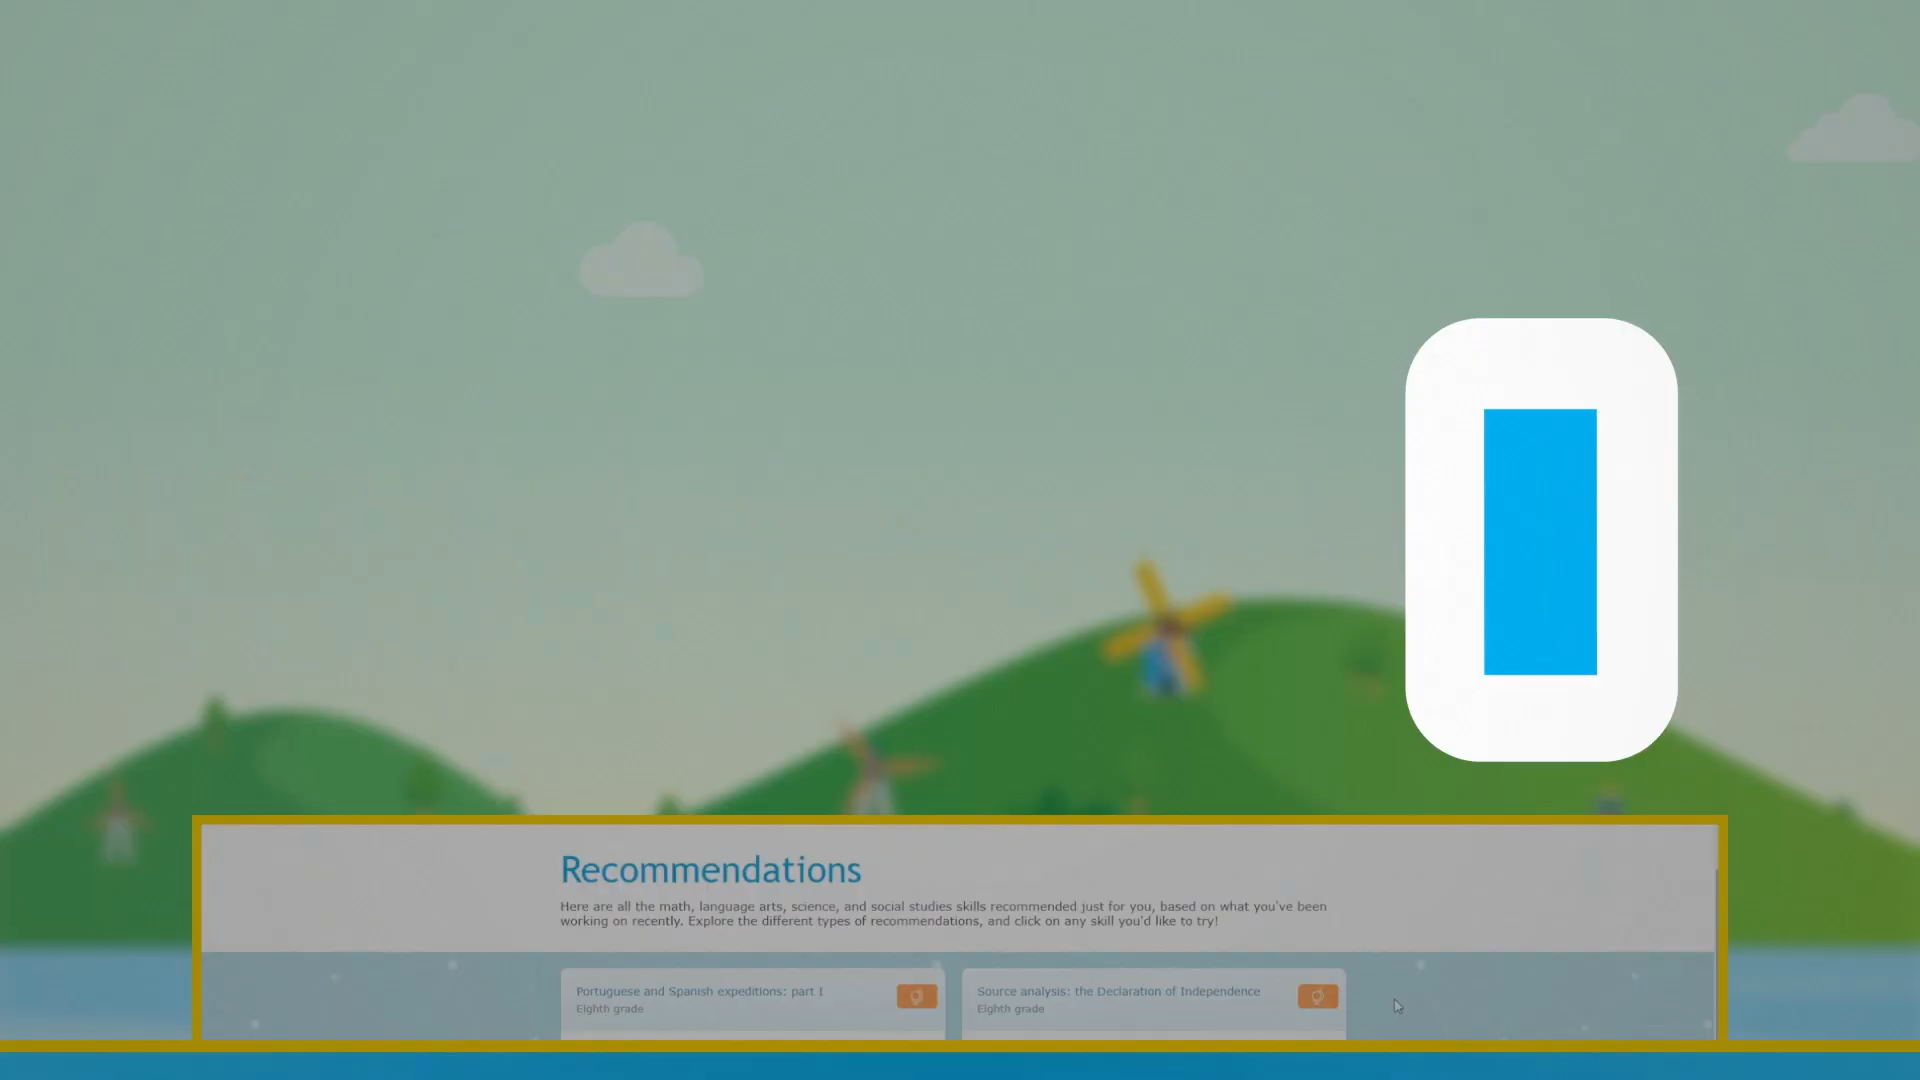 Recommendations
Here are all the math, language arts, science, and social studies skills recommended just for you, based on what you've been
working on recently. Explore the different types of recommendations, and click on any skill you'd like to try!
Portuguese and Spanish expeditions: part I
Eighth grade
Source analysis: the Declaration of Independence
Eighth grade